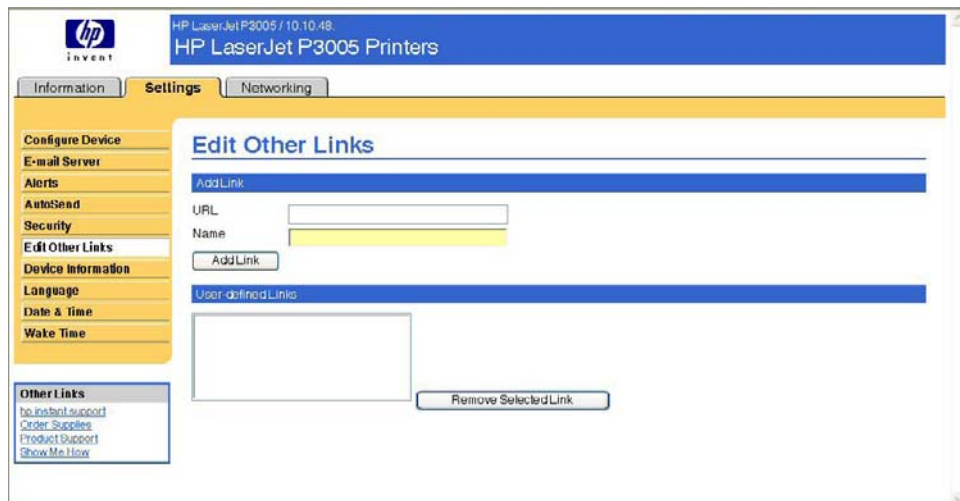 hp
invent
HP LaserJet P3005 / 10.10.48.
HP LaserJet P3005 Printers
Information
Settings
Networking
Configure Device
E-mail Server
Alerts
AutoSend
Security
Edit Other Links
Device Information
Language
Date & Time
Wake Time
Other Links
hp instant support
Order Supplies
Product Support
Show Me How
Edit Other Links
Add Link
URL
Name
Add Link
User-defined Links
Remove Selected Link